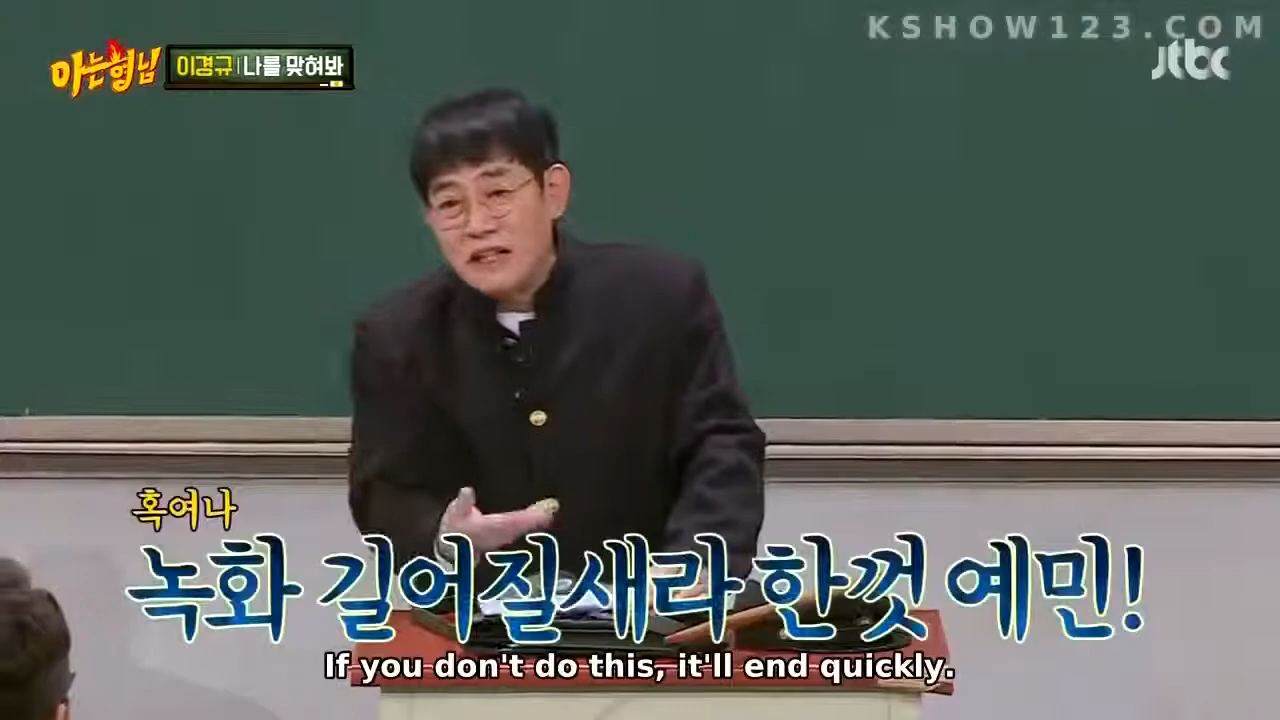 KSHOW123.COM
아는형님
이경규 | 나를 맞혀봐
jtbc
혹여나
녹화 길어질새라 한껏 예민!
If you don't do this, it'll end quickly.